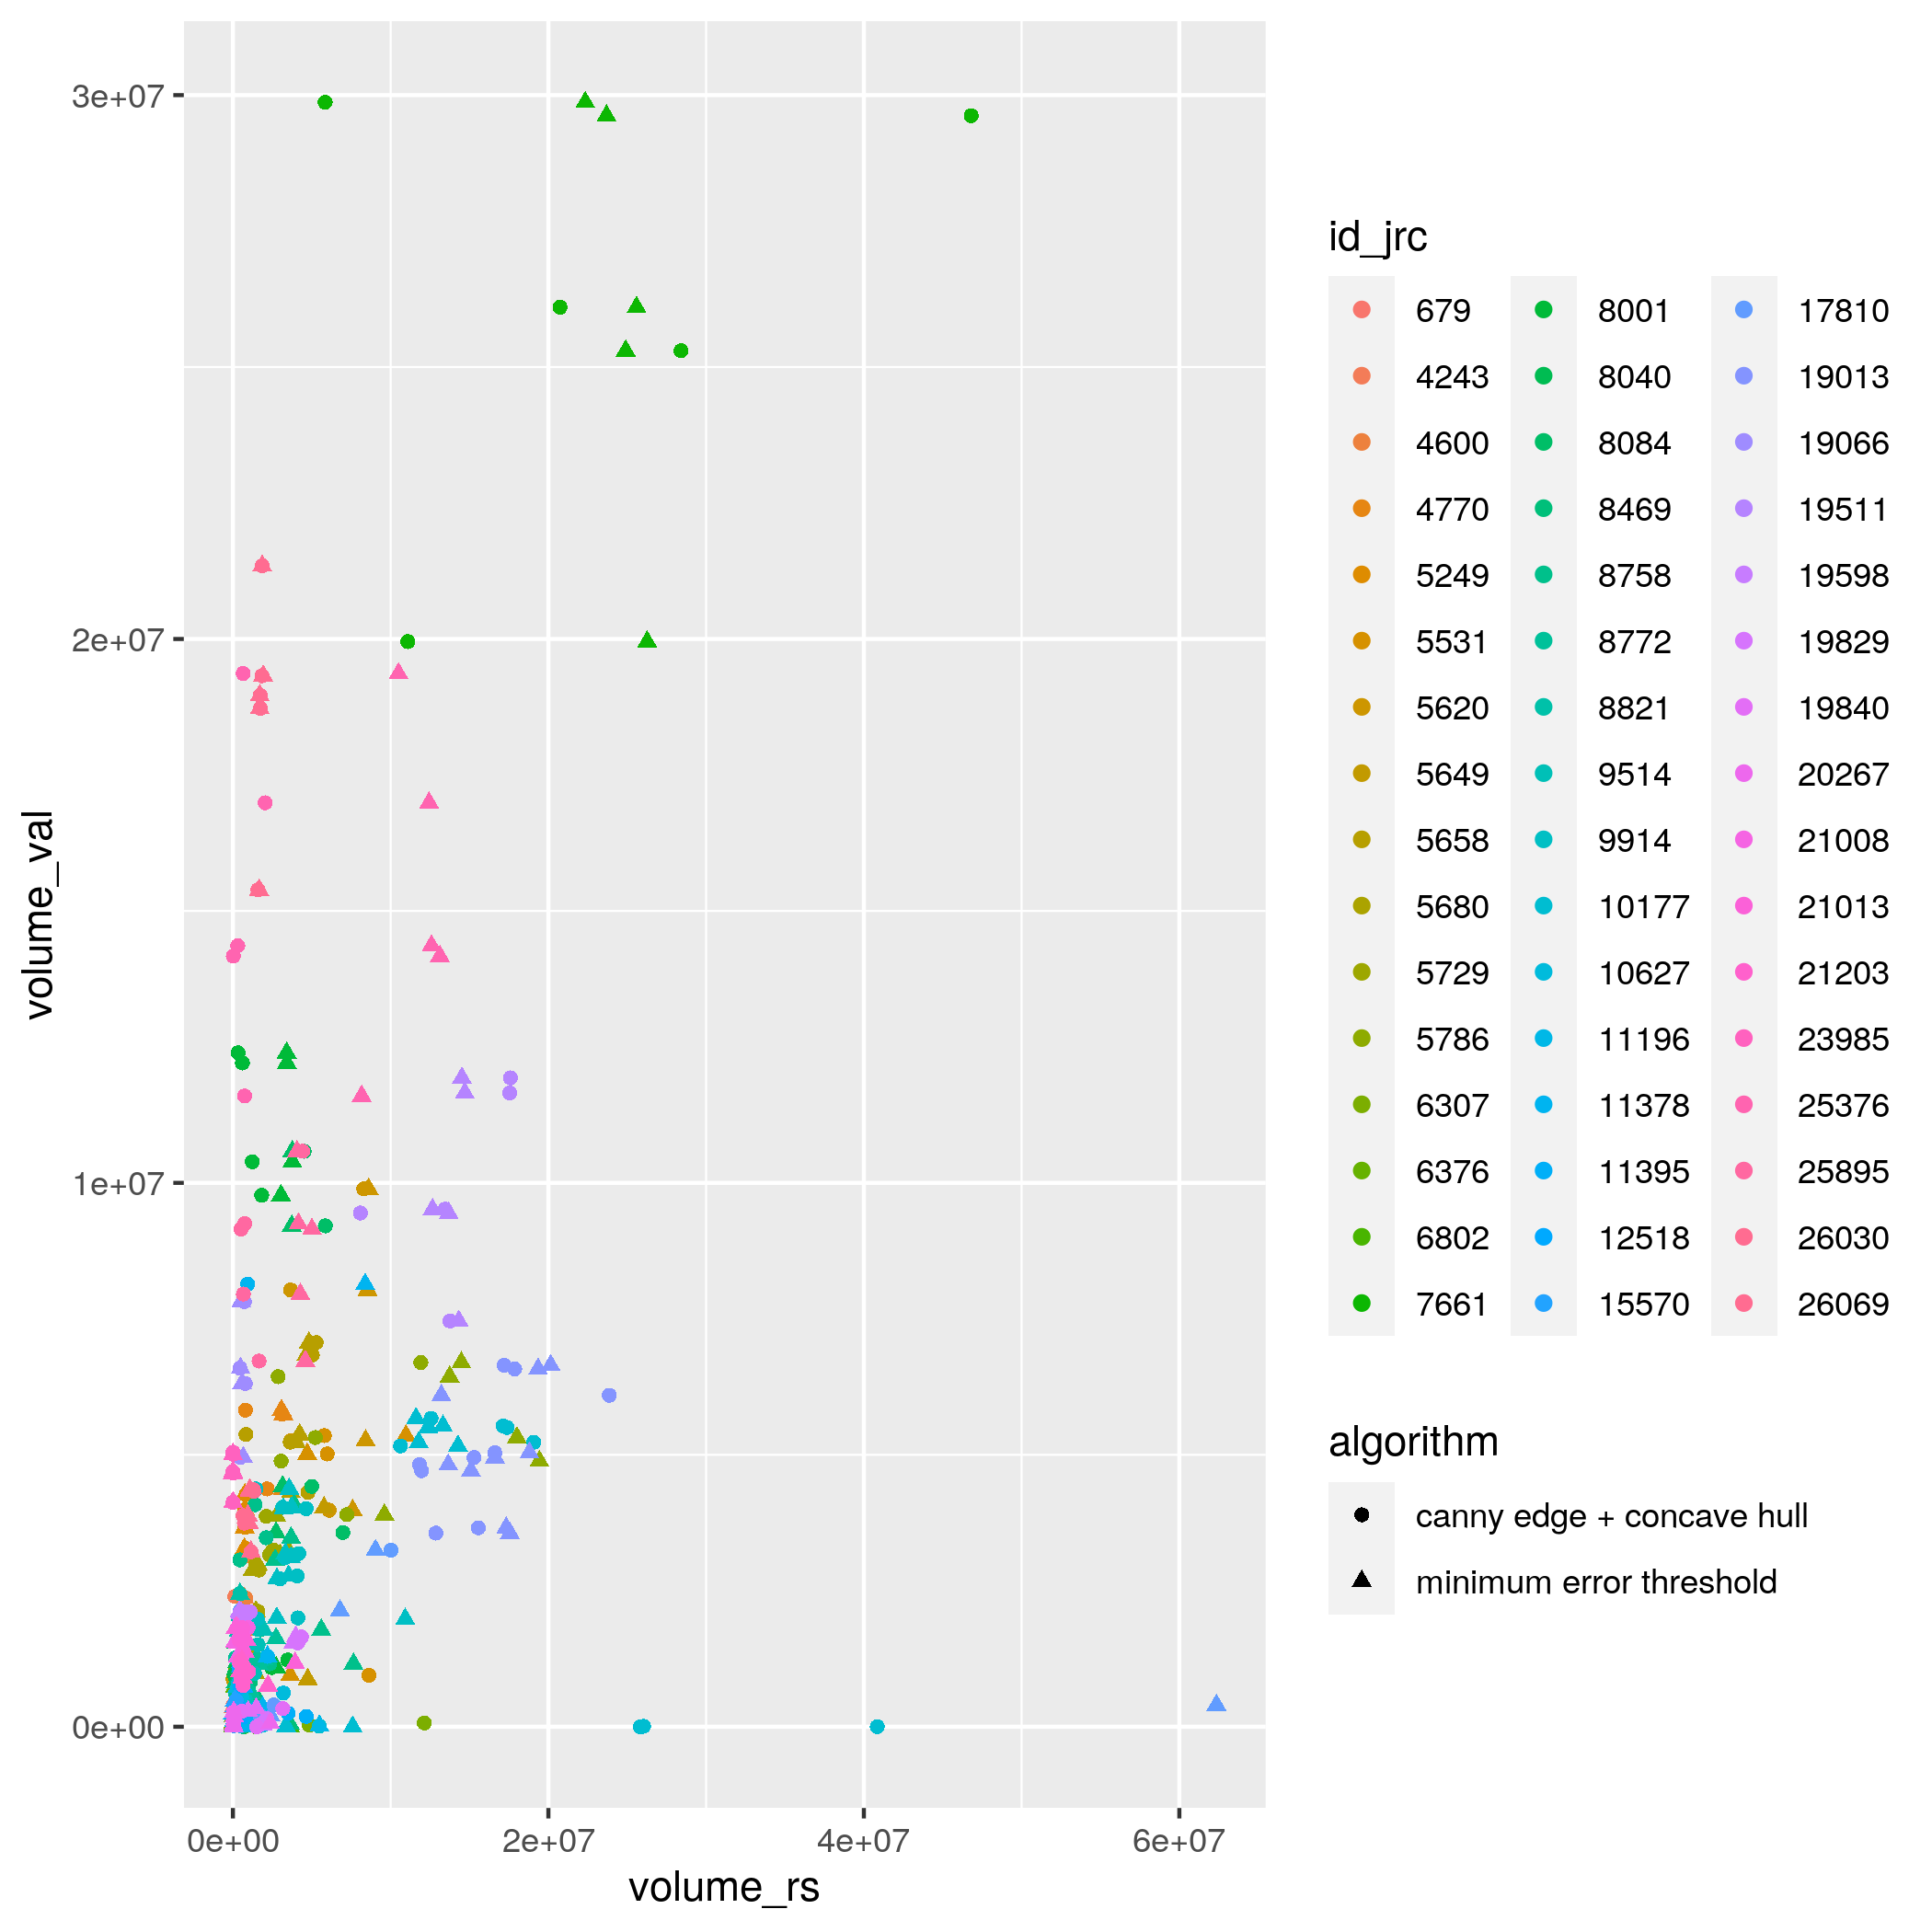 3e+07
2e+07
1e+07
0e+00
volume_val
0e+00 2e+07 4e+07 6e+07
volume_rs
id_jrc
679 8001 17810
4243 8040 19013
4600 8084 19066
4770 8469 19511
5249 8758 19598
5531 8772 19829
5620 8821 19840
5649 9514 20267
5658 9914 21008
5680 10177 21013
5729 10627 21203
5786 11196 23985
6307 11378 25376
6376 11395 25895
6802 12518 26030
7661 15570 26069
algorithm
canny edge + concave hull
minimum error threshold